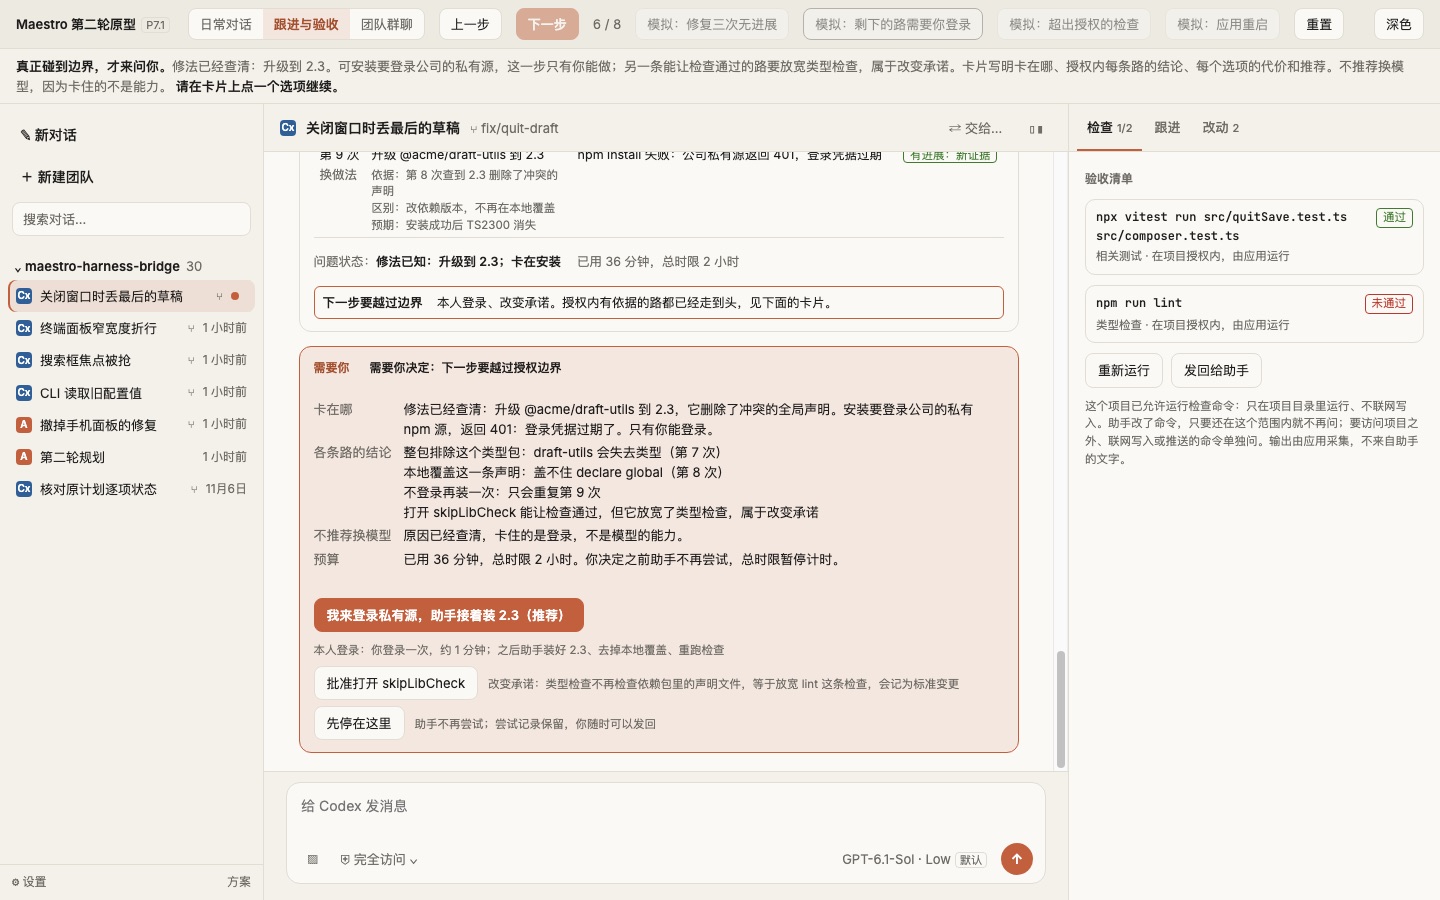 Maestro 第二轮原型 P7.1 日常对话 跟进与验收 团队群聊 上一步 下一步 6 / 8 模拟：修复三次无进展 模拟：剩下的路需要你登录 模拟：超出授权的检查 模拟：应用重启 重置 深色
真正碰到边界，才来问你。修法已经查清：升级到 2.3。可安装要登录公司的私有源，这一步只有你能做；另一条能让检查通过的路要放宽类型检查，属于改变承诺。卡片写明卡在哪、授权内每条路的结论、每个选项的代价和推荐。不推荐换模
型，因为卡住的不是能力。 请在卡片上点一个选项继续。
新对话
+ 新建团队
搜索对话...
maestro-harness-bridge 30
Cx 关闭窗口时丢最后的草稿
Cx 终端面板窄宽度折行 1 小时前
Cx 搜索框焦点被抢 1 小时前
Cx CLI 读取旧配置值 1 小时前
A 撤掉手机面板的修复 1 小时前
A 第二轮规划 1 小时前
Cx 核对原计划逐项状态 11月6日
设置 方案
Cx 关闭窗口时丢最后的草稿 fix/quit-draft 交给...
第 9 次 升级 @acme/draft-utils 到 2.3 npm install 失败：公司私有源返回 401，登录凭据过期 有进展：新证据
换做法 依据：第 8 次查到 2.3 删除了冲突的
声明
区别：改依赖版本，不再在本地覆盖
预期：安装成功后 TS2300 消失
问题状态：修法已知：升级到 2.3；卡在安装 已用 36 分钟，总时限 2 小时
下一步要越过边界 本人登录、改变承诺。授权内有依据的路都已经走到头，见下面的卡片。
需要你 需要你决定：下一步要越过授权边界
卡在哪 修法已经查清：升级 @acme/draft-utils 到 2.3，它删除了冲突的全局声明。安装要登录公司的私有
npm 源，返回 401：登录凭据过期了。只有你能登录。
各条路的结论 整包排除这个类型包：draft-utils 会失去类型（第 7 次）
本地覆盖这一条声明：盖不住 declare global（第 8 次）
不登录再装一次：只会重复第 9 次
打开 skipLibCheck 能让检查通过，但它放宽了类型检查，属于改变承诺
不推荐换模型 原因已经查清，卡住的是登录，不是模型的能力。
预算 已用 36 分钟，总时限 2 小时。你决定之前助手不再尝试，总时限暂停计时。
我来登录私有源，助手接着装 2.3（推荐）
本人登录：你登录一次，约 1 分钟；之后助手装好 2.3、去掉本地覆盖、重跑检查
批准打开 skipLibCheck 改变承诺：类型检查不再检查依赖包里的声明文件，等于放宽 lint 这条检查，会记为标准变更
先停在这里 助手不再尝试；尝试记录保留，你随时可以发回
给 Codex 发消息
完全访问 GPT-6.1-Sol · Low 默认
检查 1/2 跟进 改动 2
验收清单
npx vitest run src/quitSave.test.ts 通过
src/composer.test.ts
相关测试 · 在项目授权内，由应用运行
npm run lint 未通过
类型检查 · 在项目授权内，由应用运行
重新运行 发回给助手
这个项目已允许运行检查命令：只在项目目录里运行、不联网写
入。助手改了命令，只要还在这个范围内就不再问；要访问项目之
外、联网写入或推送的命令单独问。输出由应用采集，不来自助手
的文字。